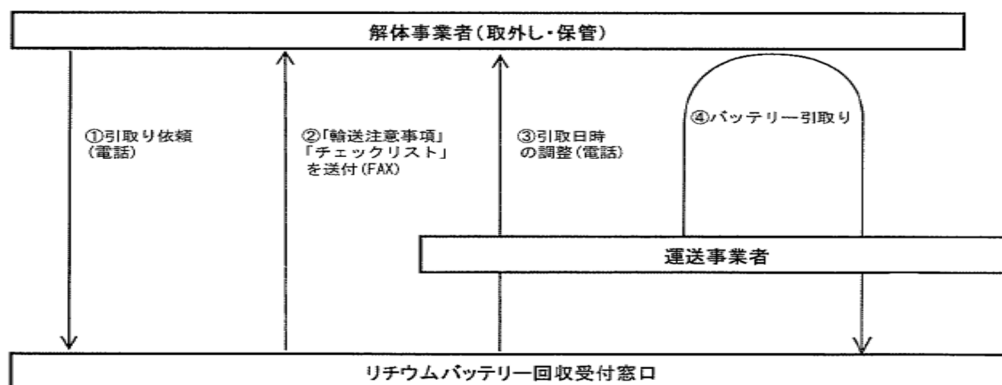 解体事業者(取外し・保管)
①引取り依頼
(電話)
②「輸送注意事項」
「チェックリスト」
を送付(FAX)
③引取日時
の調整(電話)
④バッテリー引取り
運送事業者
リチウムバッテリー回収受付窓口